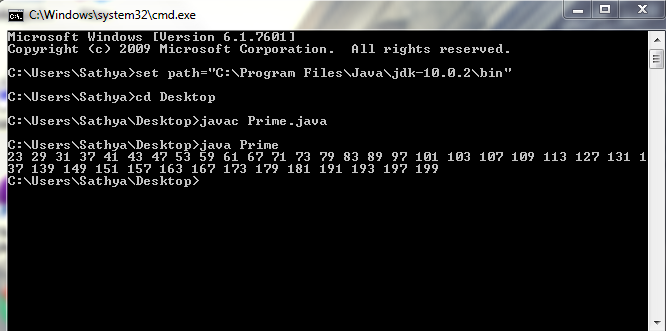 C:\Windows\system32\cmd.exe
Microsoft Windows [Version 6.1.7601]
Copyright (c) 2009 Microsoft Corporation.  All rights reserved.
C:\Users\Sathya>set path="C:\Program Files\Java\jdk-10.0.2\bin"
C:\Users\Sathya>cd Desktop
C:\Users\Sathya\Desktop>javac Prime.java
C:\Users\Sathya\Desktop>java Prime
23 29 31 37 41 43 47 53 59 61 67 71 73 79 83 89 97 101 103 107 109 113 127 131 1
37 139 149 151 157 163 167 173 179 181 191 193 197 199
C:\Users\Sathya\Desktop>